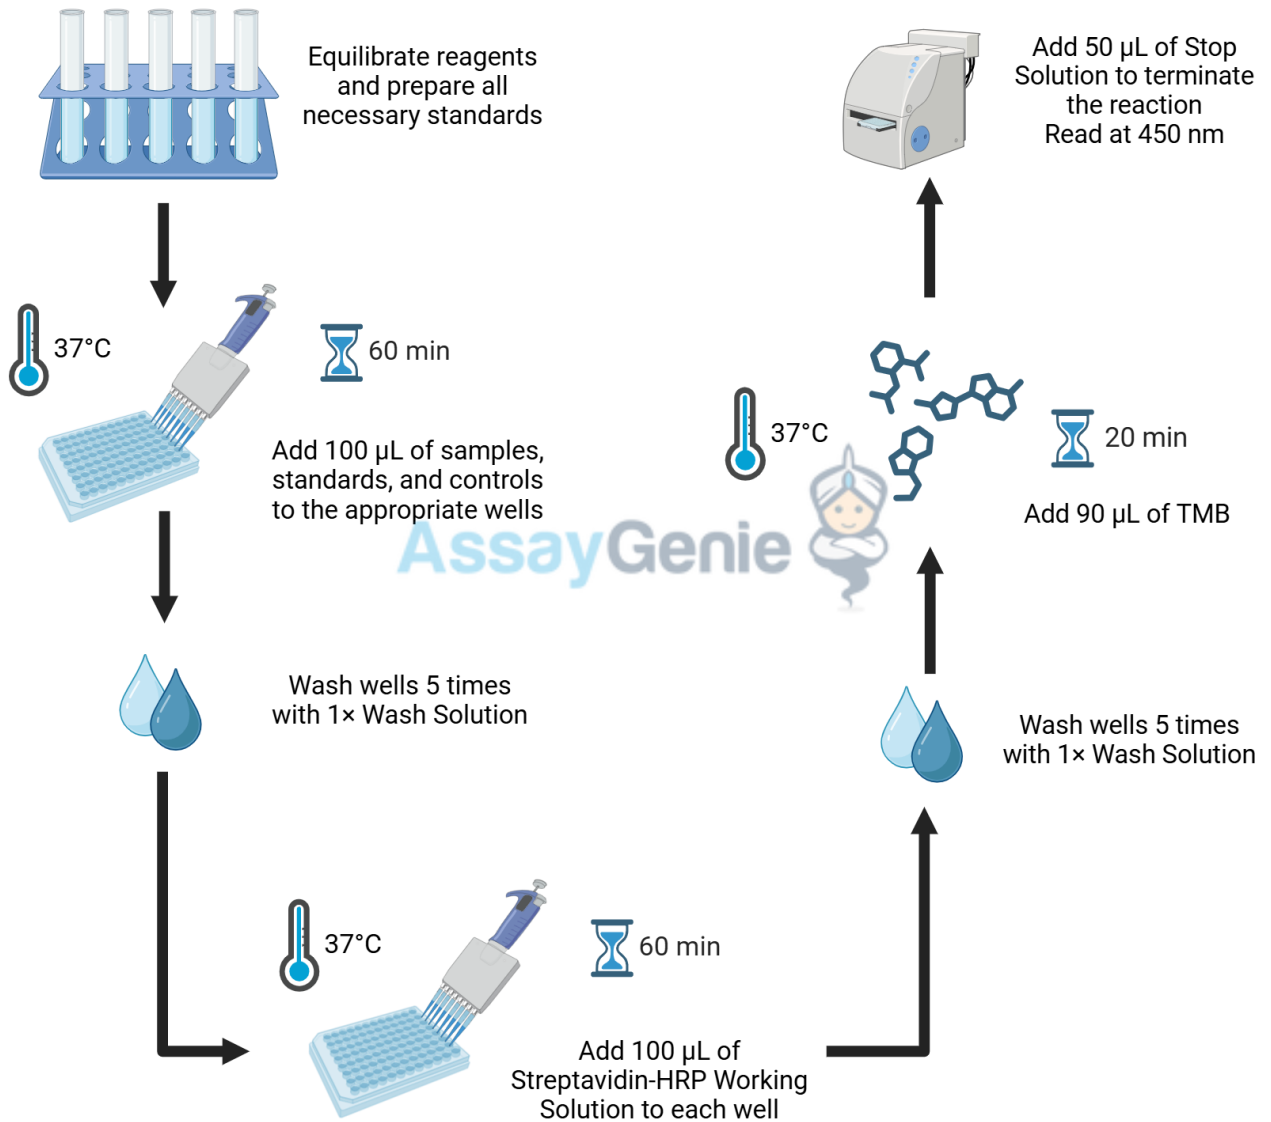 Equilibrate reagents
and prepare all
necessary standards
37°C
60 min
Add 100 µL of samples,
standards, and controls
to the appropriate wells
Wash wells 5 times
with 1× Wash Solution
37°C
60 min
Add 100 µL of
Streptavidin-HRP Working
Solution to each well
Wash wells 5 times
with 1× Wash Solution
37°C
20 min
Add 90 µL of TMB
Add 50 µL of Stop
Solution to terminate
the reaction
Read at 450 nm
AssayGenie